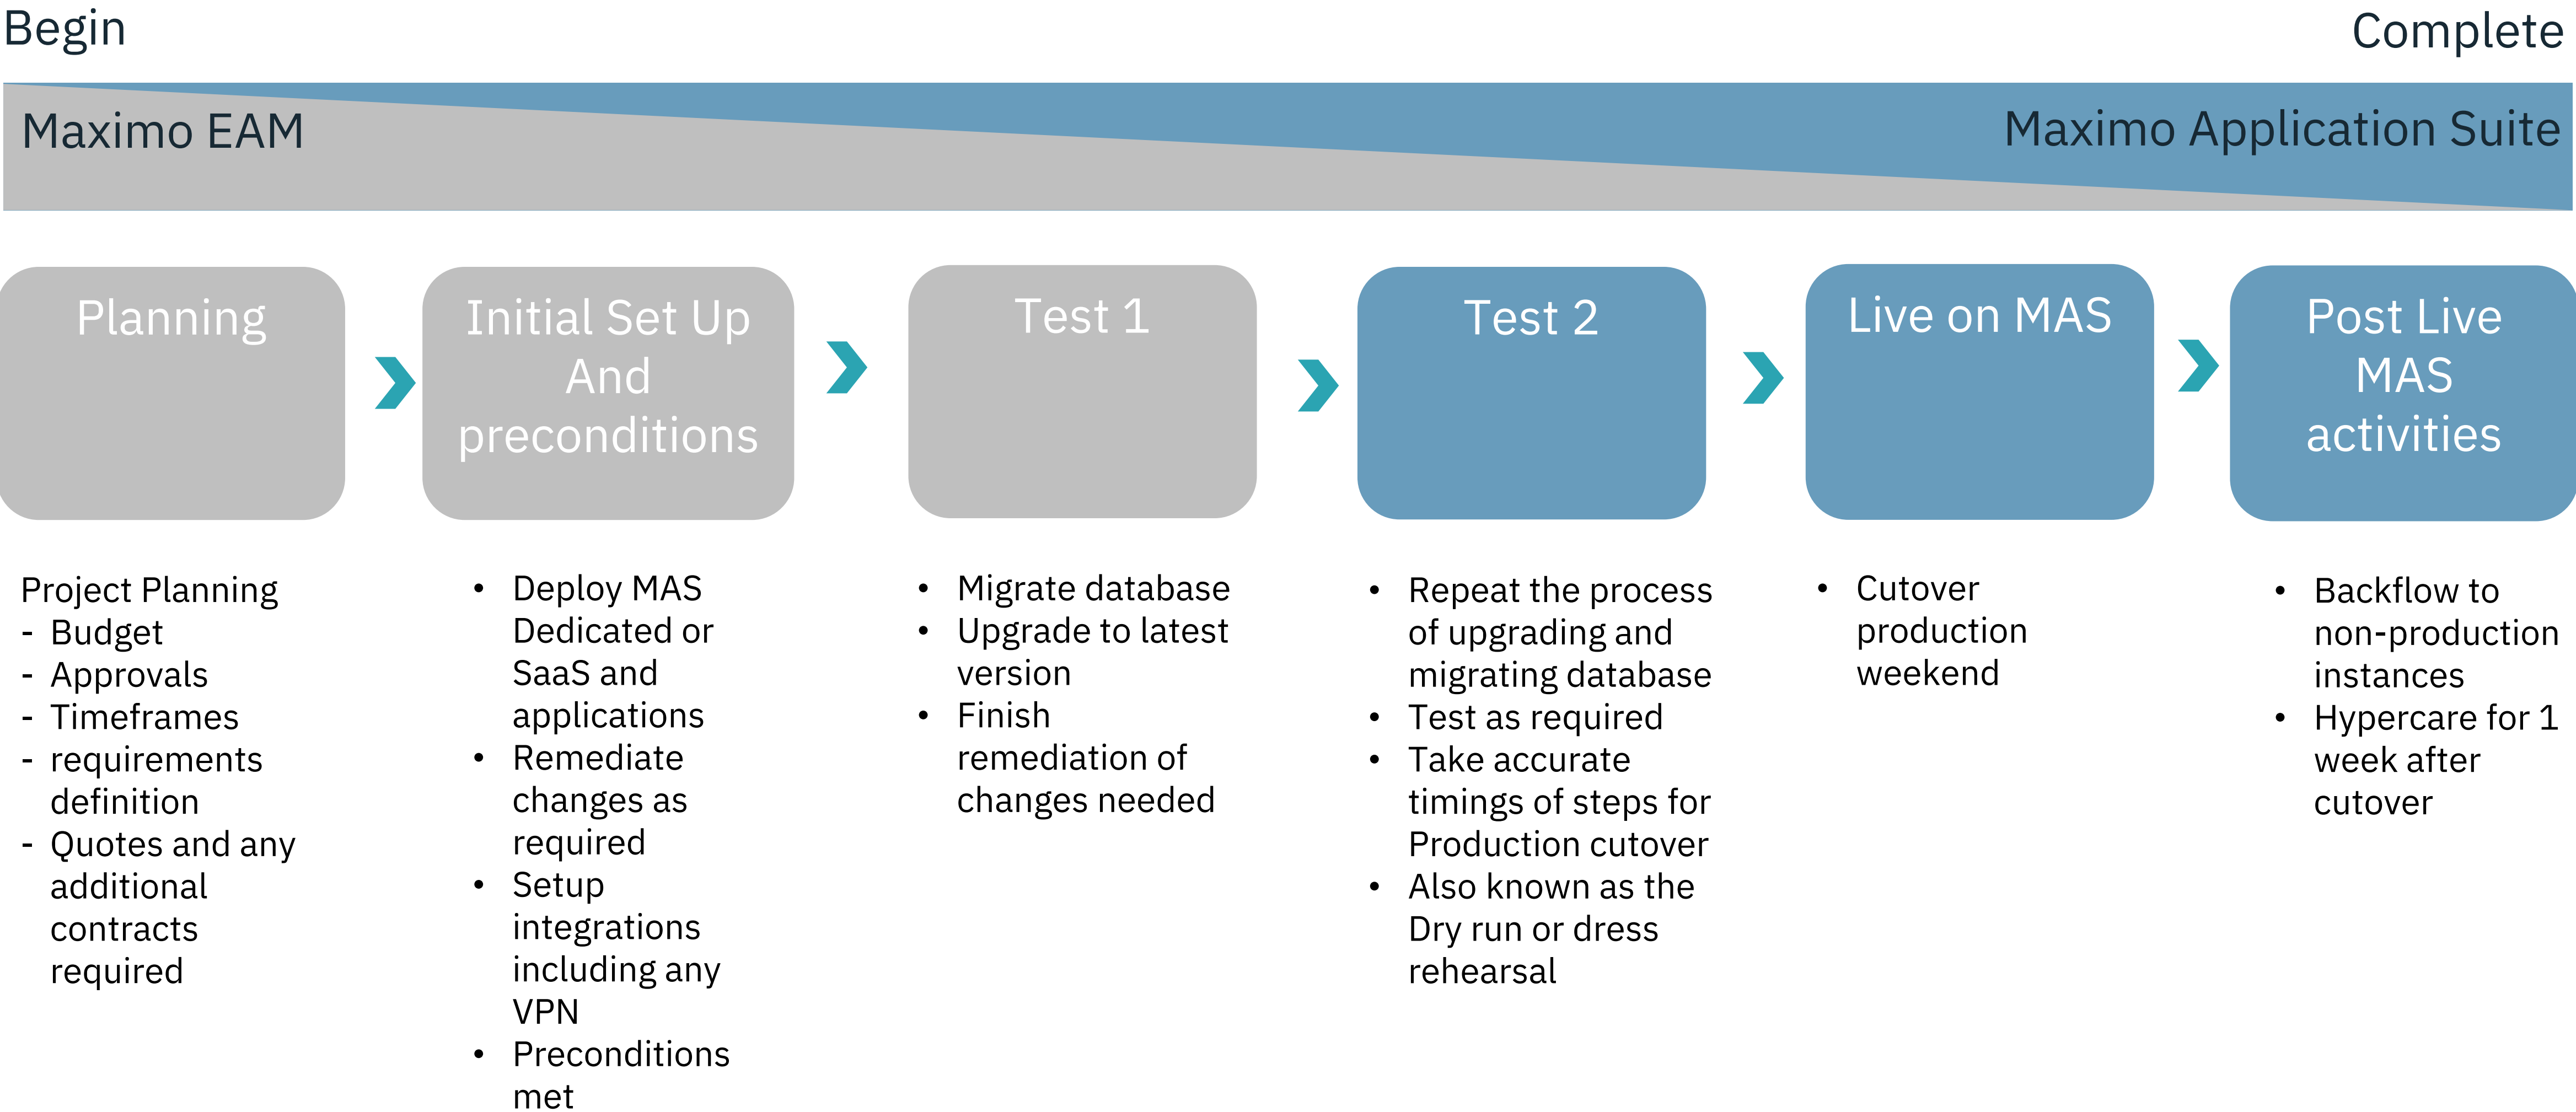 Begin
Complete
Maximo EAM
Maximo Application Suite
Planning
Initial Set Up
And
preconditions
Test 1
Test 2
Live on MAS
Post Live
MAS
activities
Project Planning
- Budget
- Approvals
- Timeframes
- requirements
definition
- Quotes and any
additional
contracts
required
• Deploy MAS
Dedicated or
SaaS and
applications
• Remediate
changes as
required
• Setup
integrations
including any
VPN
• Preconditions
met
• Migrate database
• Upgrade to latest
version
• Finish
remediation of
changes needed
• Repeat the process
of upgrading and
migrating database
• Test as required
• Take accurate
timings of steps for
Production cutover
• Also known as the
Dry run or dress
rehearsal
• Cutover
production
weekend
• Backflow to
non-production
instances
• Hypercare for 1
week after
cutover